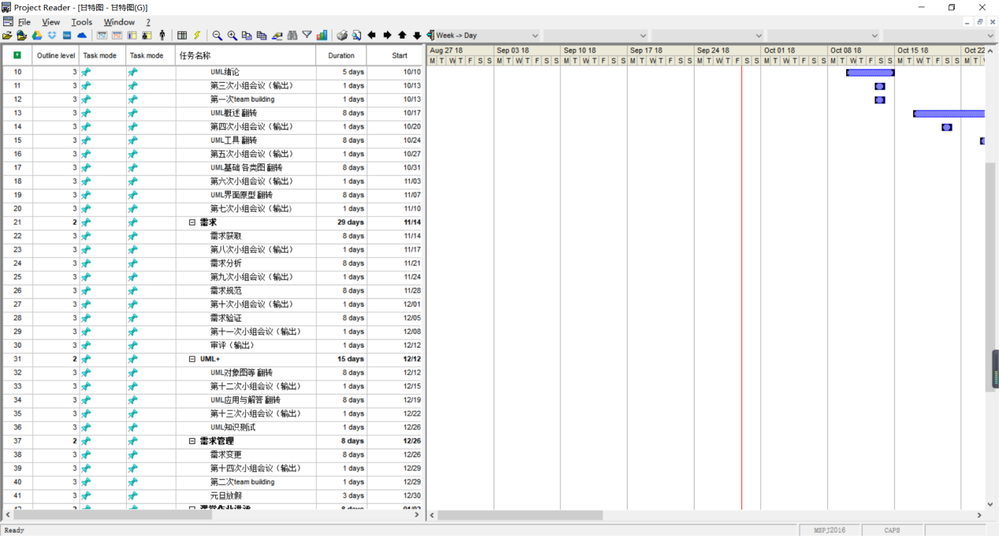 Project Reader - [甘特图 - 甘特图(G)]
File View Tools Window ?
Week -> Day
Outline level Task mode Task mode 任务名称 Duration Start
Aug 27 18 Sep 03 18 Sep 10 18 Sep 17 18 Sep 24 18 Oct 01 18 Oct 08 18 Oct 15 18 Oct 22
M T W T F S S M T W T F S S M T W T F S S M T W T F S S M T W T F S S M T W T F S S M T W T F S S M T W T F S S M T
10 3 UML绪论 5 days 10/10
11 3 第三次小组会议（输出） 1 days 10/13
12 3 第一次team building 1 days 10/13
13 3 UML概述 翻转 8 days 10/17
14 3 第四次小组会议（输出） 1 days 10/20
15 3 UML工具 翻转 8 days 10/24
16 3 第五次小组会议（输出） 1 days 10/27
17 3 UML基础 各类图 翻转 8 days 10/31
18 3 第六次小组会议（输出） 1 days 11/03
19 3 UML界面原型 翻转 8 days 11/07
20 3 第七次小组会议（输出） 1 days 11/10
21 2 需求 29 days 11/14
22 3 需求获取 8 days 11/14
23 3 第八次小组会议（输出） 1 days 11/17
24 3 需求分析 8 days 11/21
25 3 第九次小组会议（输出） 1 days 11/24
26 3 需求规范 8 days 11/28
27 3 第十次小组会议（输出） 1 days 12/01
28 3 需求验证 8 days 12/05
29 3 第十一次小组会议（输出） 1 days 12/08
30 3 审评（输出） 1 days 12/12
31 2 UML+ 15 days 12/12
32 3 UML对象图等 翻转 8 days 12/12
33 3 第十二次小组会议（输出） 1 days 12/15
34 3 UML应用与解答 翻转 8 days 12/19
35 3 第十三次小组会议（输出） 1 days 12/22
36 3 UML知识测试 1 days 12/26
37 2 需求管理 8 days 12/26
38 3 需求变更 8 days 12/26
39 3 第十四次小组会议（输出） 1 days 12/29
40 3 第二次team building 1 days 12/29
41 3 元旦放假 3 days 12/30
Ready MSPJ2016 CAPS